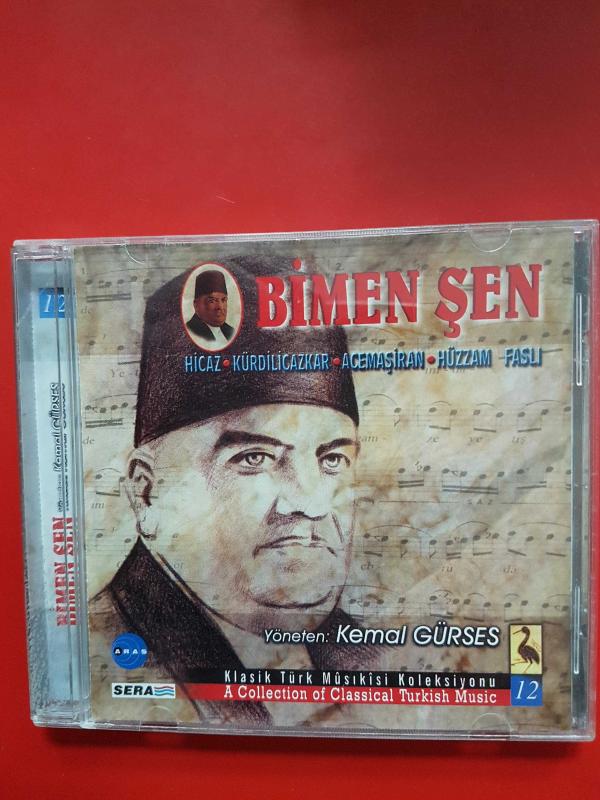 BİMEN ŞEN
HİCAZ • KÜRDİLİCAZKAR • ACEMAŞİRAN • HÜZZAM FASLI
Yöneten: Kemal GÜRSES
ARAS
SERA
Klasik Türk Mûsıkîsi Koleksiyonu
A Collection of Classical Turkish Music
12
12
Kemal GÜRSES
BİMEN ŞEN